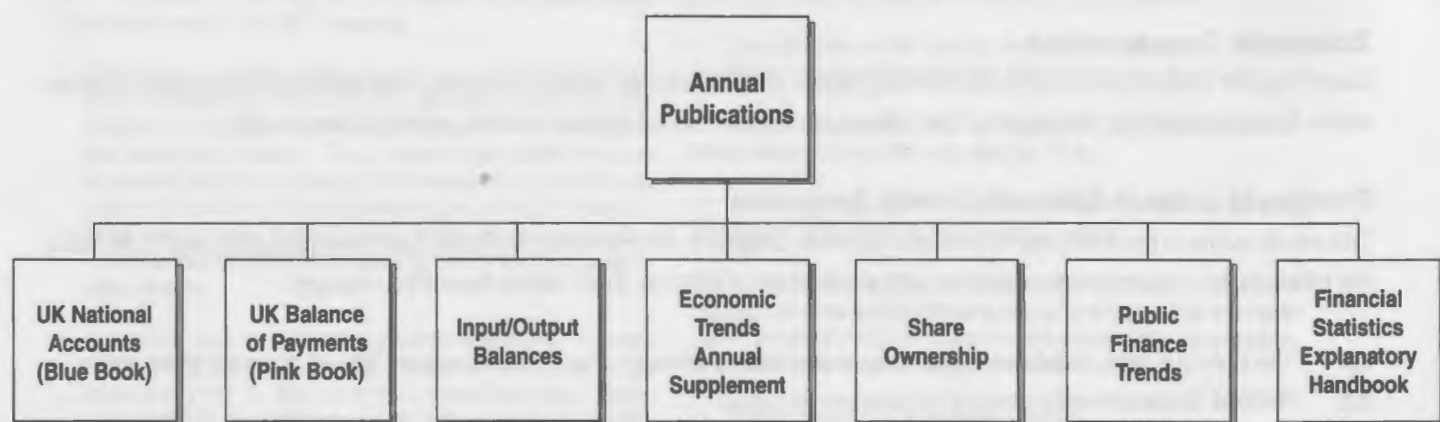 Annual
Publications
UK National
Accounts
(Blue Book)
UK Balance
of Payments
(Pink Book)
Input/Output
Balances
Economic
Trends
Annual
Supplement
Share
Ownership
Public
Finance
Trends
Financial
Statistics
Explanatory
Handbook